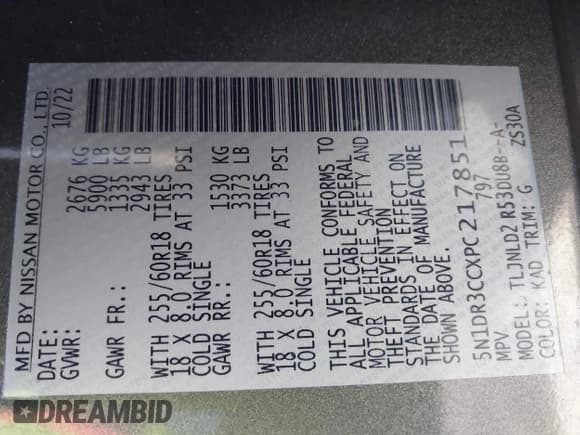 MFD BY NISSAN MOTOR CO., LTD.
DATE: 10/22
GVWR: 2676 KG
5900 LB
GAWR FR.: 1335 KG
2943 LB
WITH 255/60R18 TIRES
18 X 8.0 RIMS AT 33 PSI
COLD SINGLE
GAWR RR.: 1530 KG
3373 LB
WITH 255/60R18 TIRES
18 X 8.0 RIMS AT 33 PSI
COLD SINGLE
THIS VEHICLE CONFORMS TO
ALL APPLICABLE FEDERAL
MOTOR VEHICLE SAFETY AND
THEFT PREVENTION
STANDARDS IN EFFECT ON
THE DATE OF MANUFACTURE
SHOWN ABOVE.
5N1DR3CCXPC217851
MPV 797
MODEL: TLJNLD2 R53DU8B--A-
ZS30A
COLOR: KAD TRIM: G
DREAMBID